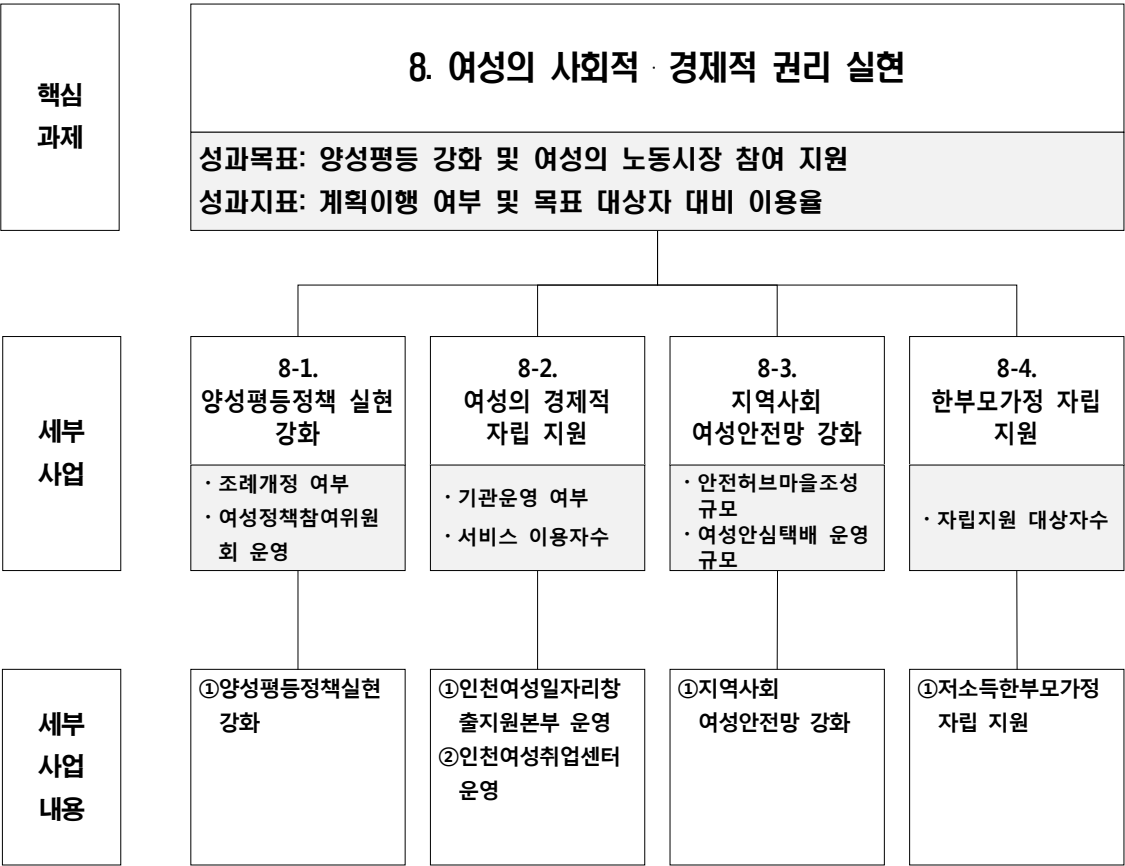 핵심
과제
8. 여성의 사회적 · 경제적 권리 실현
성과목표: 양성평등 강화 및 여성의 노동시장 참여 지원
성과지표: 계획이행 여부 및 목표 대상자 대비 이용율
세부
사업
8-1.
양성평등정책 실현
강화
· 조례개정 여부
· 여성정책참여위원
회 운영
8-2.
여성의 경제적
자립 지원
· 기관운영 여부
· 서비스 이용자수
8-3.
지역사회
여성안전망 강화
· 안전허브마을조성
규모
· 여성안심택배 운영
규모
8-4.
한부모가정 자립
지원
· 자립지원 대상자수
세부
사업
내용
①양성평등정책실현
강화
①인천여성일자리창
출지원본부 운영
②인천여성취업센터
운영
①지역사회
여성안전망 강화
①저소득한부모가정
자립 지원